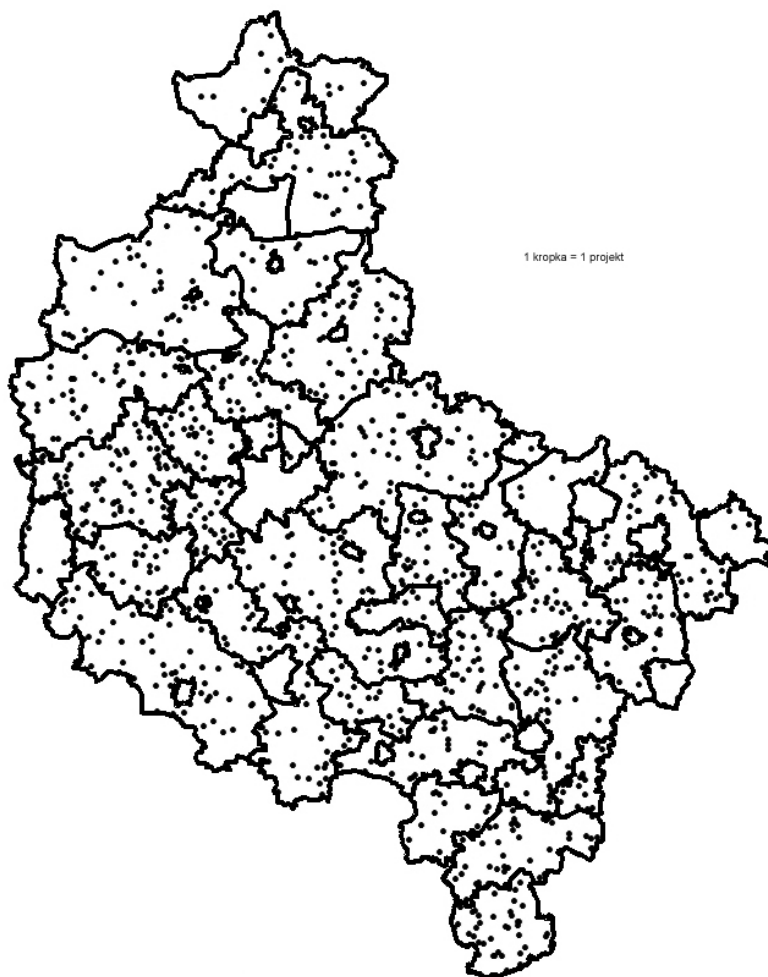 1 kropka = 1 projekt